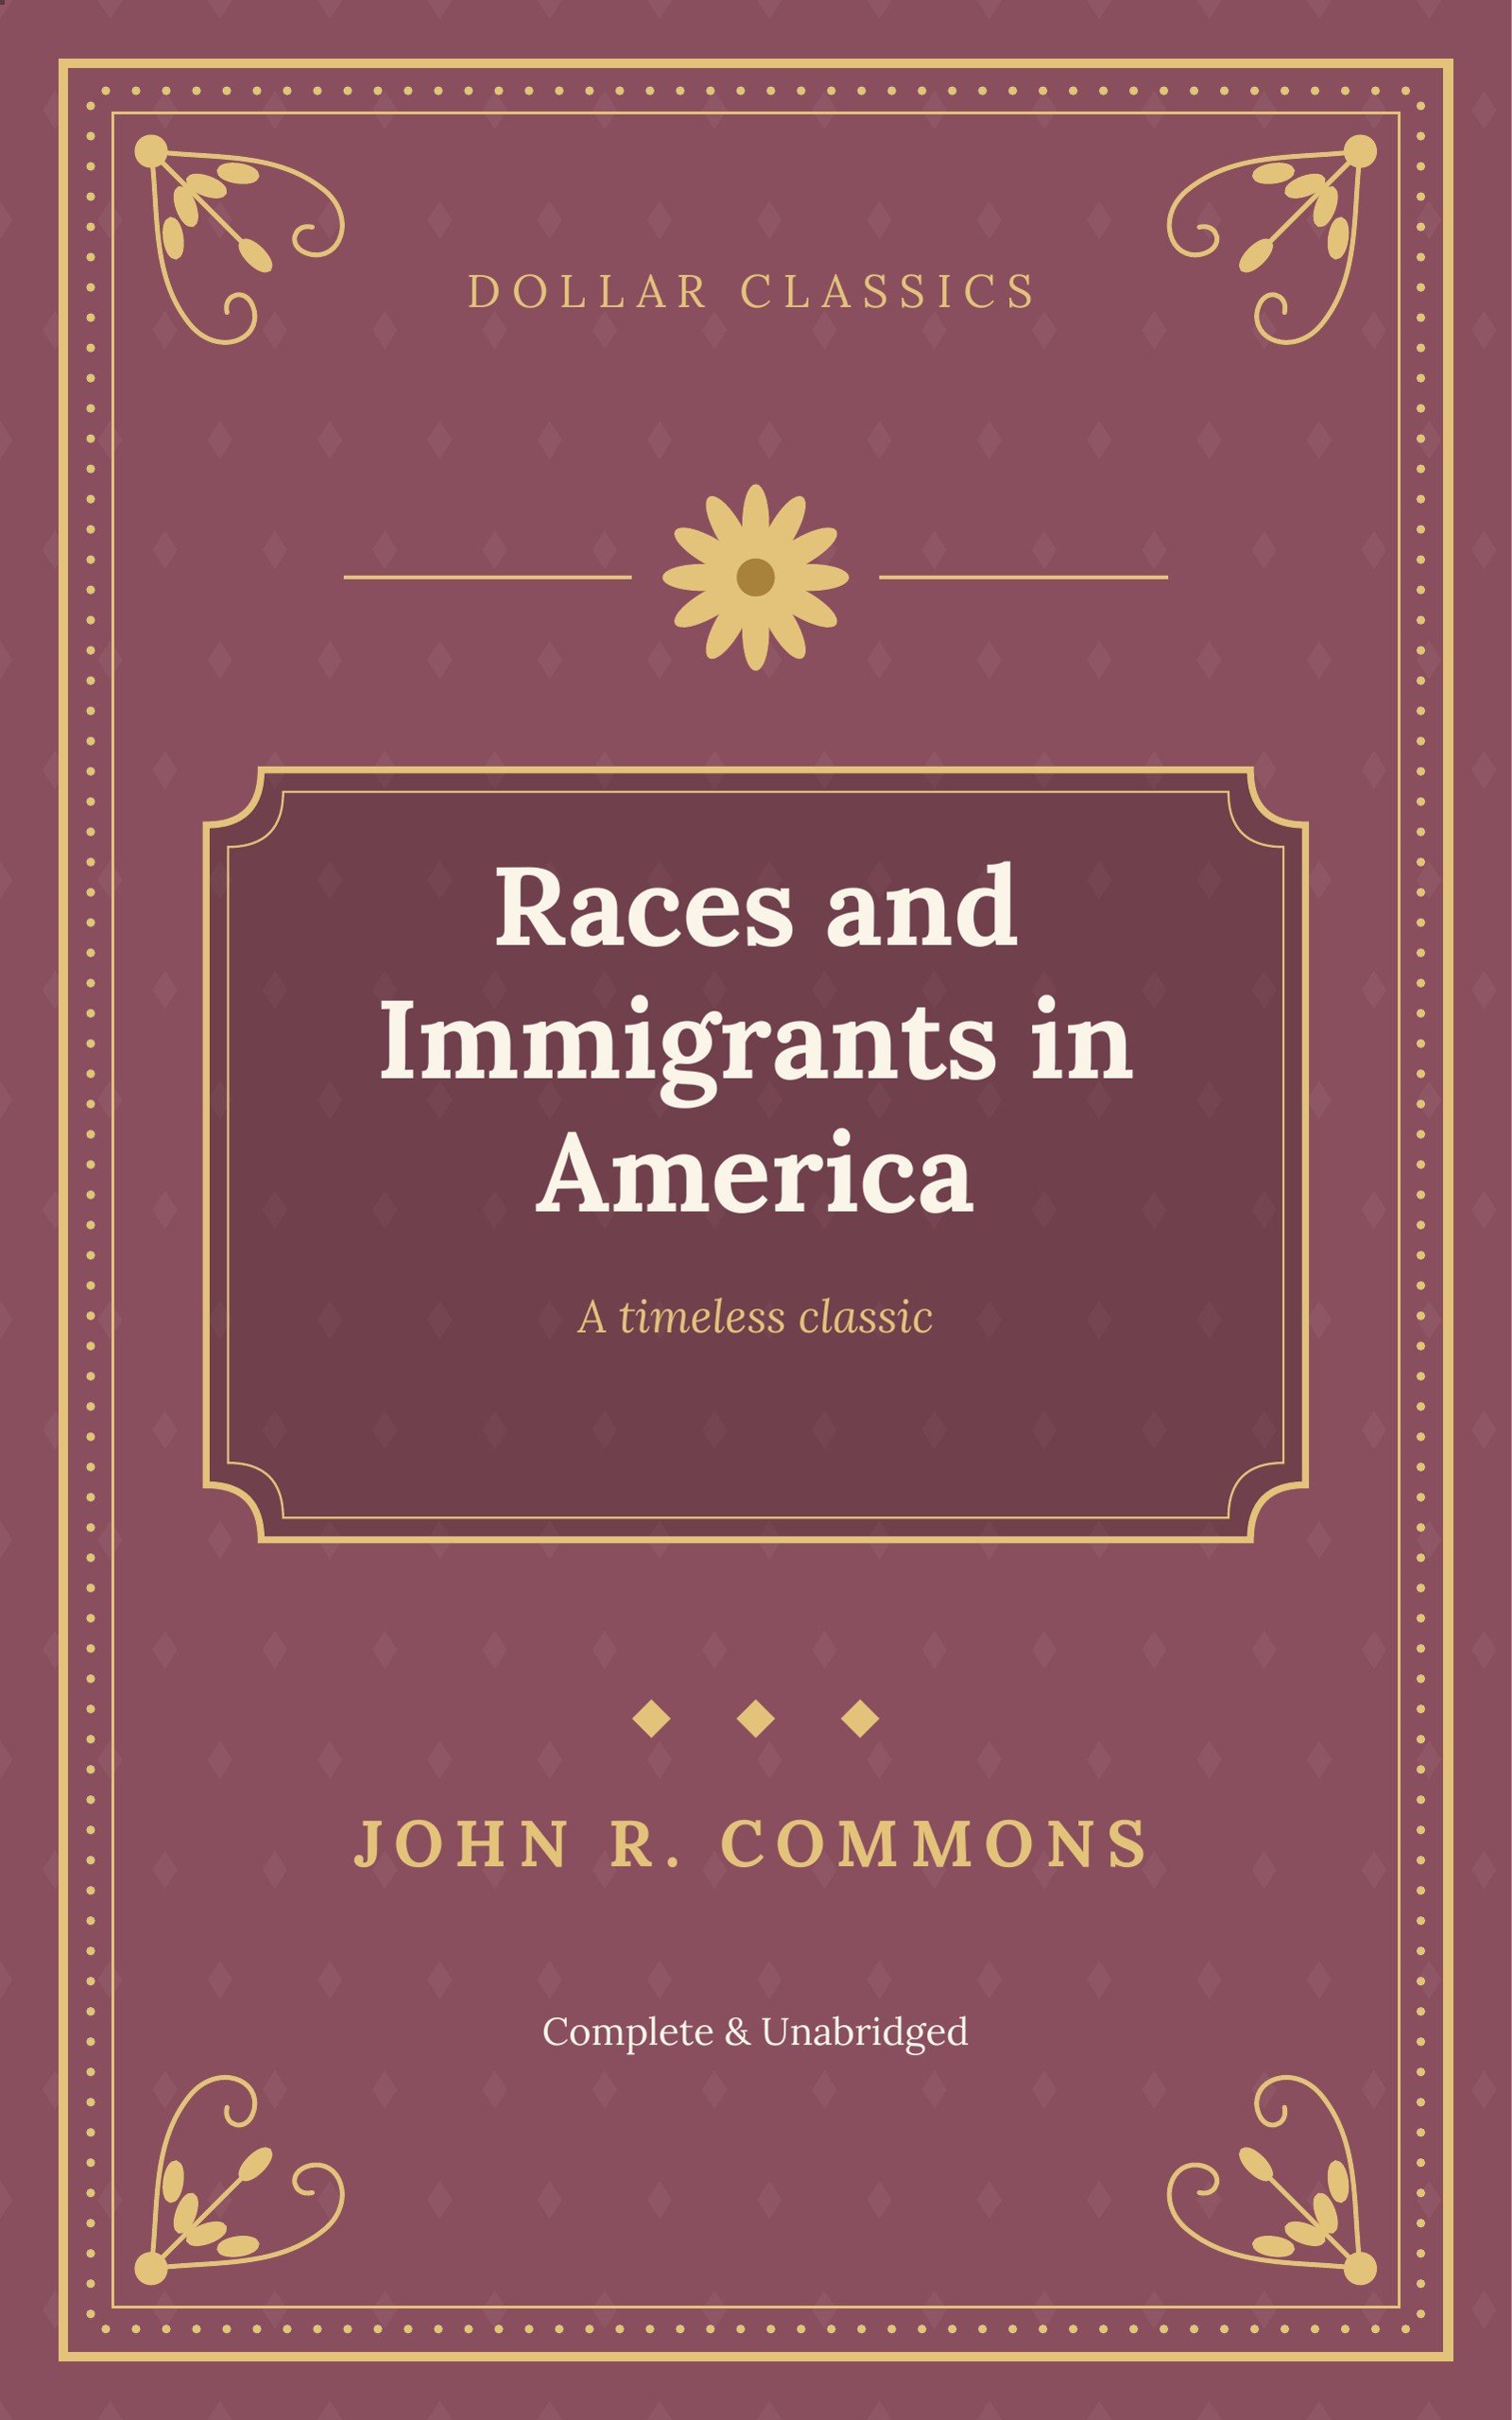 DOLLAR CLASSICS
Races and
Immigrants in
America
A timeless classic
JOHN R. COMMONS
Complete & Unabridged